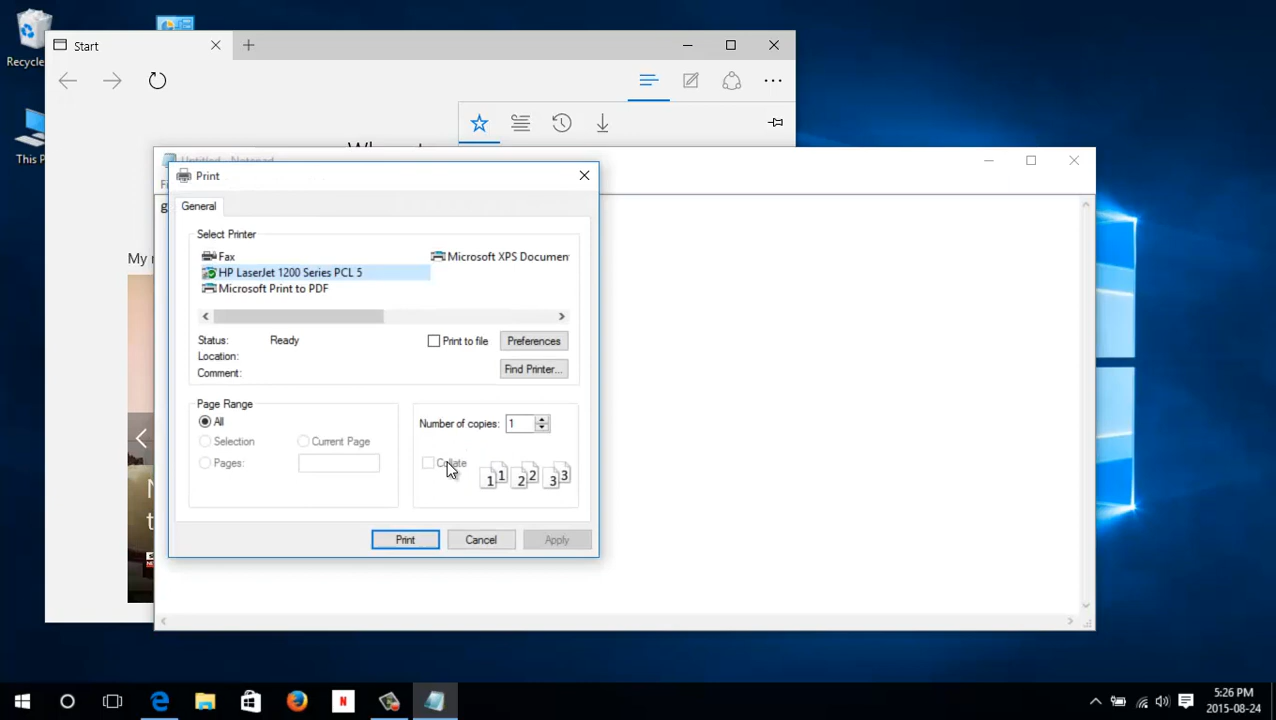 Recycle
Start
This P
Untitled - Notepad
Print
General
Select Printer
Fax
Microsoft XPS Documen
HP LaserJet 1200 Series PCL 5
Microsoft Print to PDF
Status: Ready
Print to file
Preferences
Location:
Comment:
Find Printer...
Page Range
All
Number of copies: 1
Selection
Current Page
Pages:
Collate
1 1 2 2 3 3
Print
Cancel
Apply
My
N
t
5:26 PM
2015-08-24